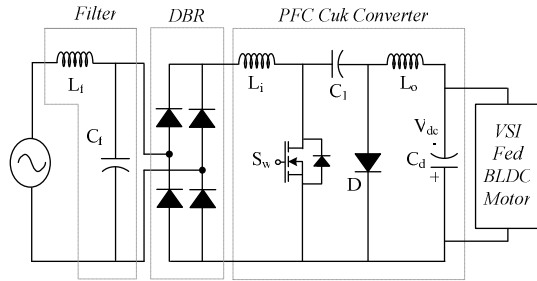 Filter
DBR
PFC Cuk Converter
Lf
Cf
Li
C1
Lo
Sw
D
Vdc
-
Cd
+
VSI
Fed
BLDC
Motor